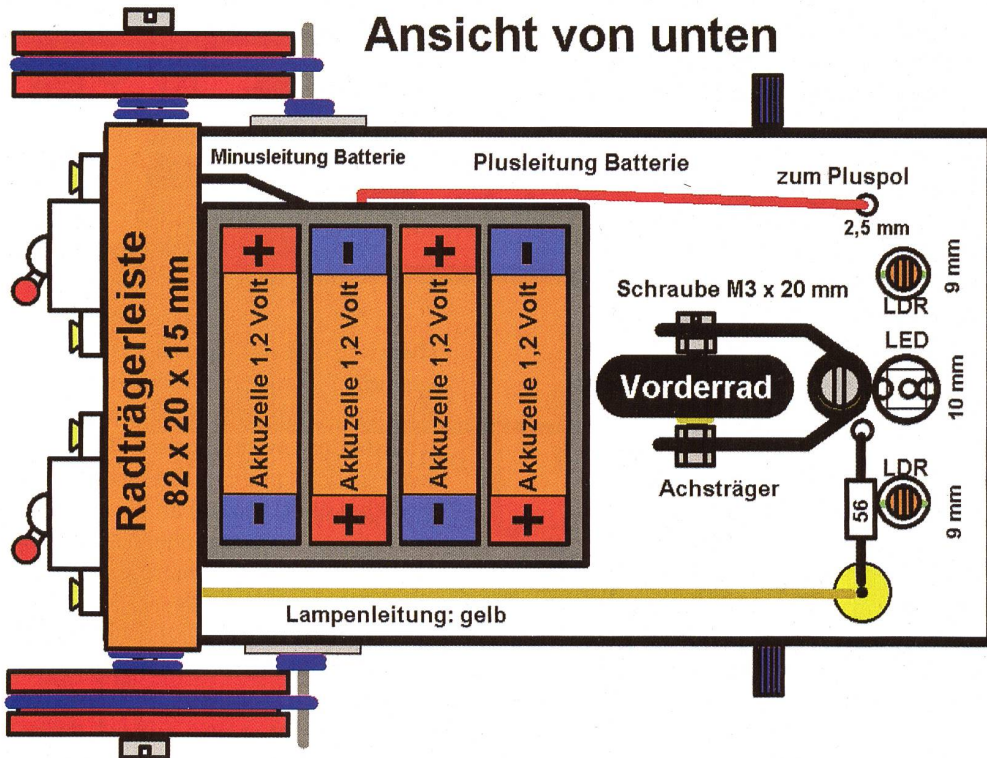 Ansicht von unten
Minusleitung Batterie
Plusleitung Batterie
zum Pluspol
2,5 mm
Radträgerleiste
82 x 20 x 15 mm
+
-
+
-
Akkuzelle 1,2 Volt
Akkuzelle 1,2 Volt
Akkuzelle 1,2 Volt
Akkuzelle 1,2 Volt
-
+
-
+
Schraube M3 x 20 mm
Vorderrad
Achsträger
LDR
9 mm
LED
10 mm
LDR
9 mm
56
Lampenleitung: gelb